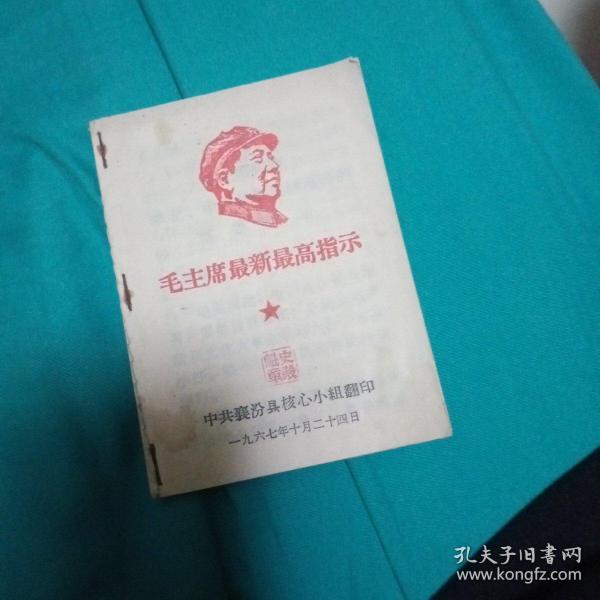 毛主席最新最高指示
中共襄汾县核心小组翻印
一九六七年十月二十四日
孔夫子旧书网
www.kongfz.com